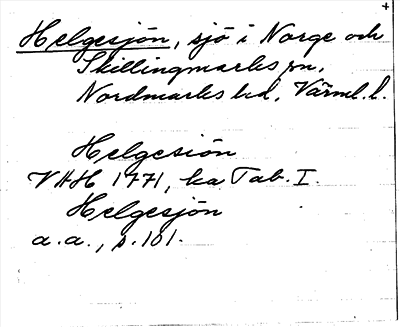 Helgesjön, sjö i Norge och
Skillingmarks sn,
Nordmarks hd, Värml. l.
Helgesiön
VAH 1771, ka Tab. I.
Helgesjön
a.a., s. 101.